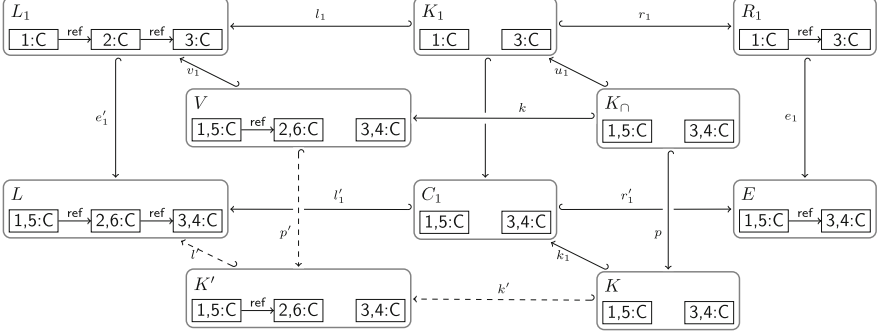 L₁ l₁ K₁ r₁ R₁
1:C ref 2:C ref 3:C 1:C 3:C 1:C ref 3:C
v₁ u₁
V k K∩
e′₁ 1,5:C ref 2,6:C 3,4:C 1,5:C 3,4:C e₁
L l′₁ C₁ r′₁ E
1,5:C ref 2,6:C ref 3,4:C 1,5:C 3,4:C 1,5:C ref 3,4:C
l′ p′ k₁ p
K′ k′ K
1,5:C ref 2,6:C 3,4:C 1,5:C 3,4:C